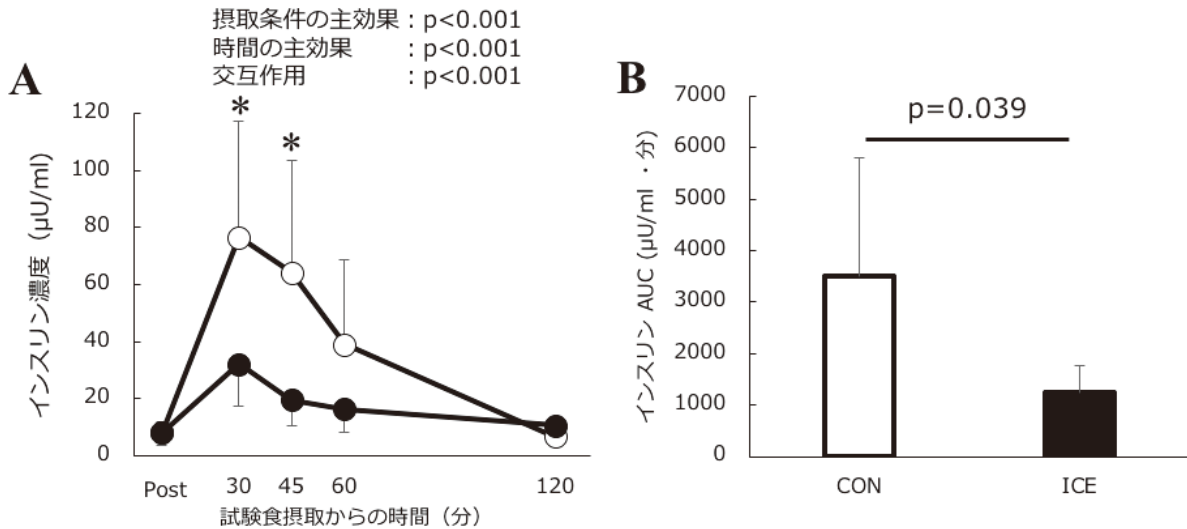 摂取条件の主効果：p<0.001
時間の主効果　　：p<0.001
交互作用　　　　：p<0.001
A
インスリン濃度（μU/ml）
120
100
80
60
40
20
0
*
*
Post
30
45
60
120
試験食摂取からの時間（分）
B
インスリン AUC（μU/ml・分）
7000
6000
5000
4000
3000
2000
1000
0
p=0.039
CON
ICE